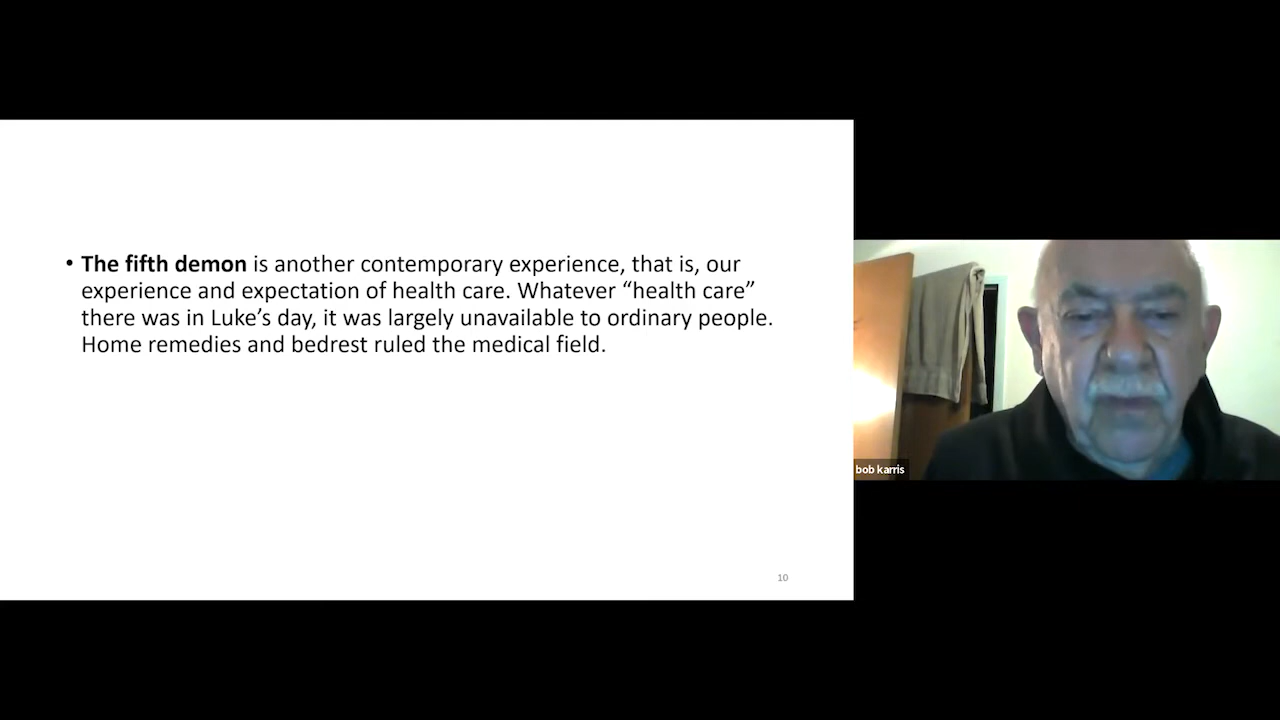 • The fifth demon is another contemporary experience, that is, our
experience and expectation of health care. Whatever “health care”
there was in Luke’s day, it was largely unavailable to ordinary people.
Home remedies and bedrest ruled the medical field.
10
bob karris